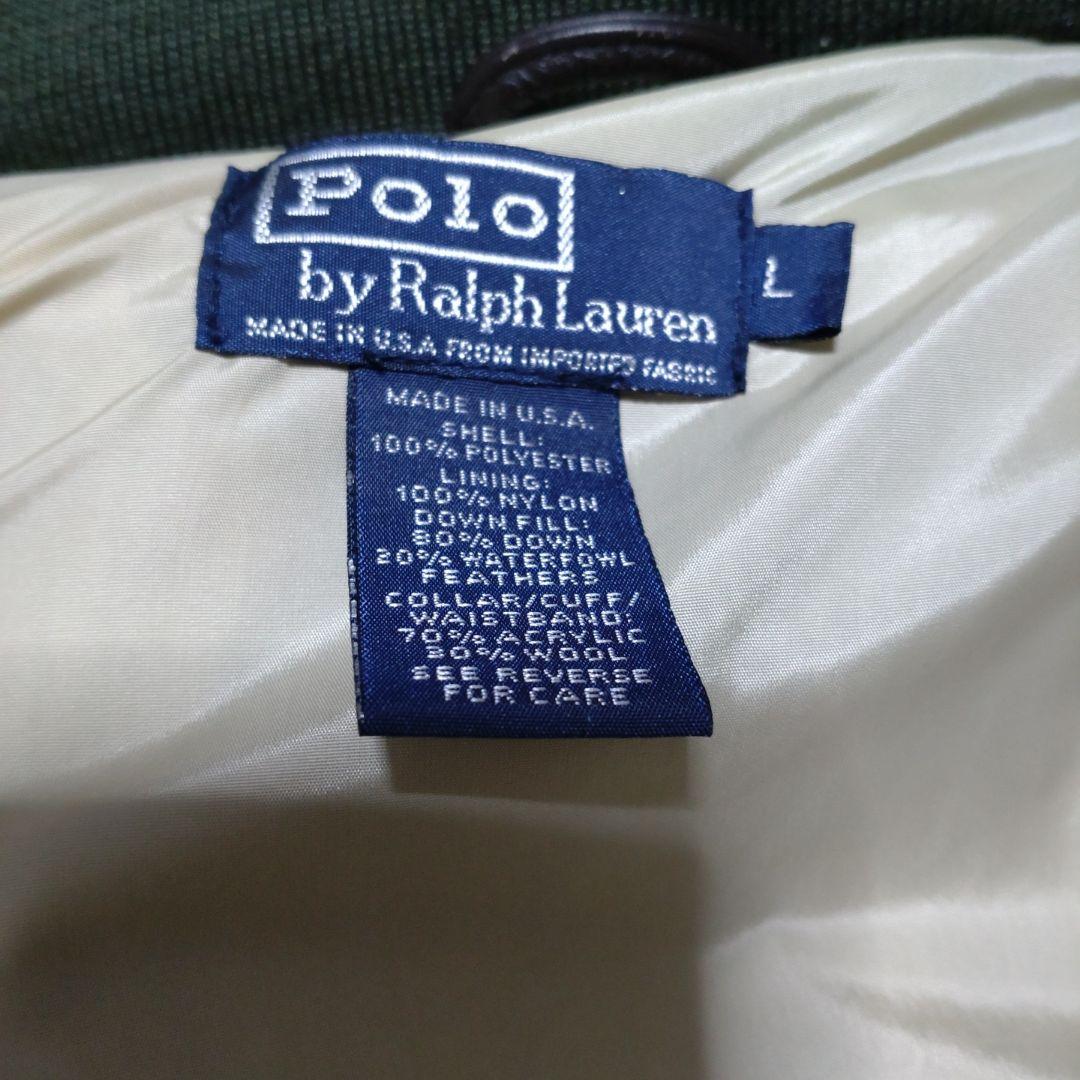 Polo
by Ralph Lauren
MADE IN U.S.A FROM IMPORTED FABRIC
L
MADE IN U.S.A.
SHELL:
100% POLYESTER
LINING:
100% NYLON
DOWN FILL:
80% DOWN
20% WATERFOWL
FEATHERS
COLLAR/CUFF/
WAISTBAND:
70% ACRYLIC
30% WOOL
SEE REVERSE
FOR CARE